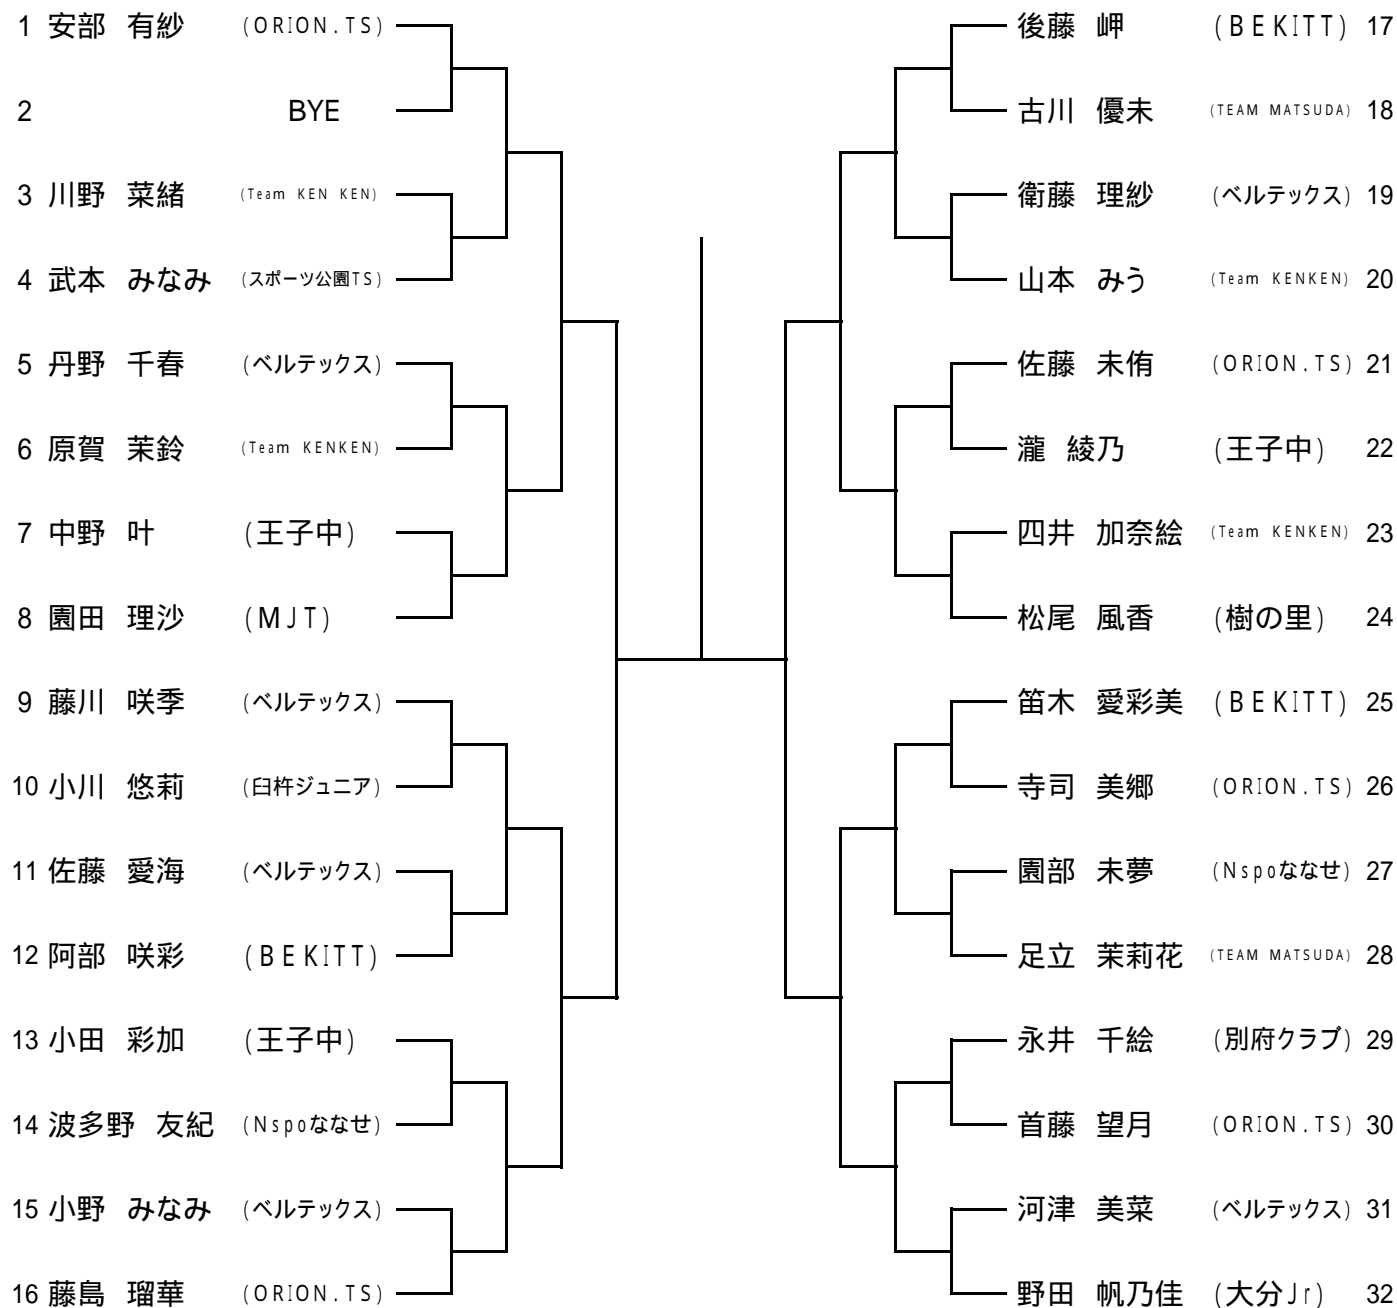 1 安部 有紗 (ORION.TS)
2 BYE
3 川野 菜緒 (Team KEN KEN)
4 武本 みなみ (スポーツ公園TS)
5 丹野 千春 (ベルテックス)
6 原賀 茉鈴 (Team KENKEN)
7 中野 叶 (王子中)
8 園田 理沙 (MJT)
9 藤川 咲季 (ベルテックス)
10 小川 悠莉 (臼杵ジュニア)
11 佐藤 愛海 (ベルテックス)
12 阿部 咲彩 (BEKITT)
13 小田 彩加 (王子中)
14 波多野 友紀 (Nspoななせ)
15 小野 みなみ (ベルテックス)
16 藤島 瑠華 (ORION.TS)
後藤 岬 (BEKITT) 17
古川 優未 (TEAM MATSUDA) 18
衛藤 理紗 (ベルテックス) 19
山本 みう (Team KENKEN) 20
佐藤 未侑 (ORION.TS) 21
瀧 綾乃 (王子中) 22
四井 加奈絵 (Team KENKEN) 23
松尾 風香 (樹の里) 24
笛木 愛彩美 (BEKITT) 25
寺司 美郷 (ORION.TS) 26
園部 未夢 (Nspoななせ) 27
足立 茉莉花 (TEAM MATSUDA) 28
永井 千絵 (別府クラブ) 29
首藤 望月 (ORION.TS) 30
河津 美菜 (ベルテックス) 31
野田 帆乃佳 (大分Jr) 32